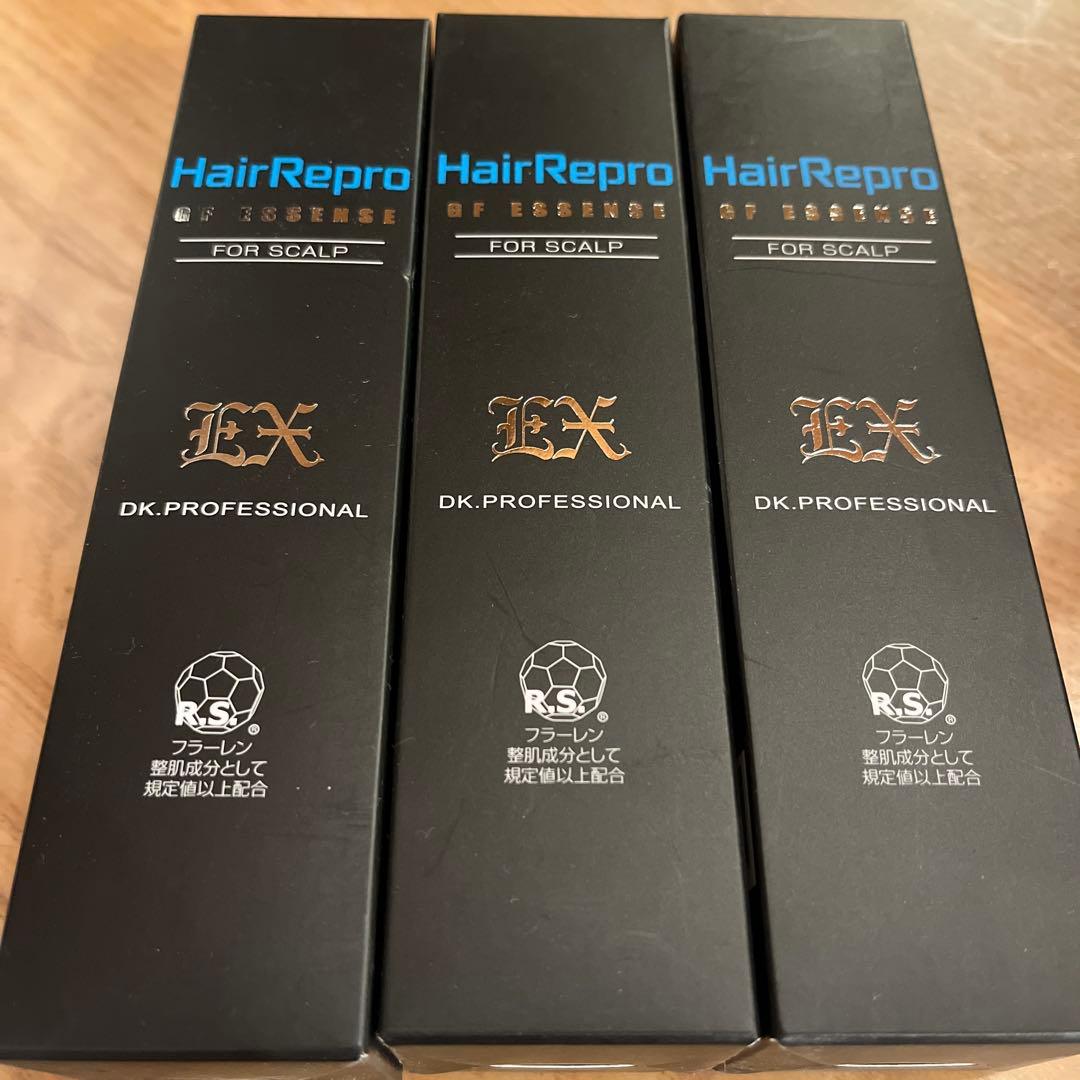 HairRepro
GF ESSENSE
FOR SCALP
EX
DK.PROFESSIONAL
R.S.®
フラーレン
整肌成分として
規定値以上配合
HairRepro
GF ESSENSE
FOR SCALP
EX
DK.PROFESSIONAL
R.S.®
フラーレン
整肌成分として
規定値以上配合
HairRepro
GF ESSENSE
FOR SCALP
EX
DK.PROFESSIONAL
R.S.®
フラーレン
整肌成分として
規定値以上配合